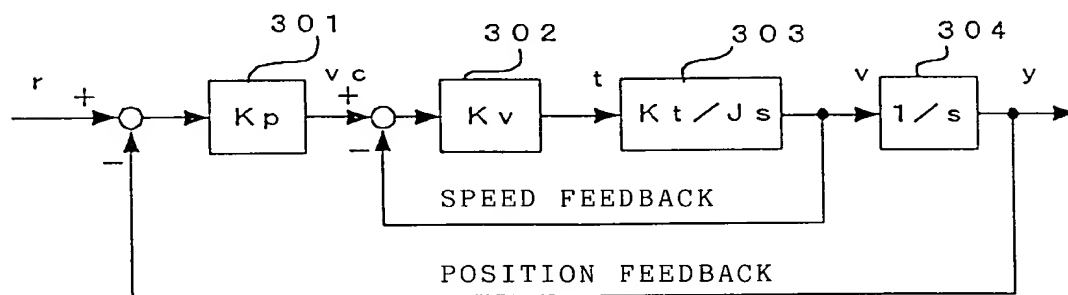 301
302
303
304
r
+
−
Kp
vc
+
−
Kv
t
Kt/Js
v
1/s
y
SPEED FEEDBACK
POSITION FEEDBACK